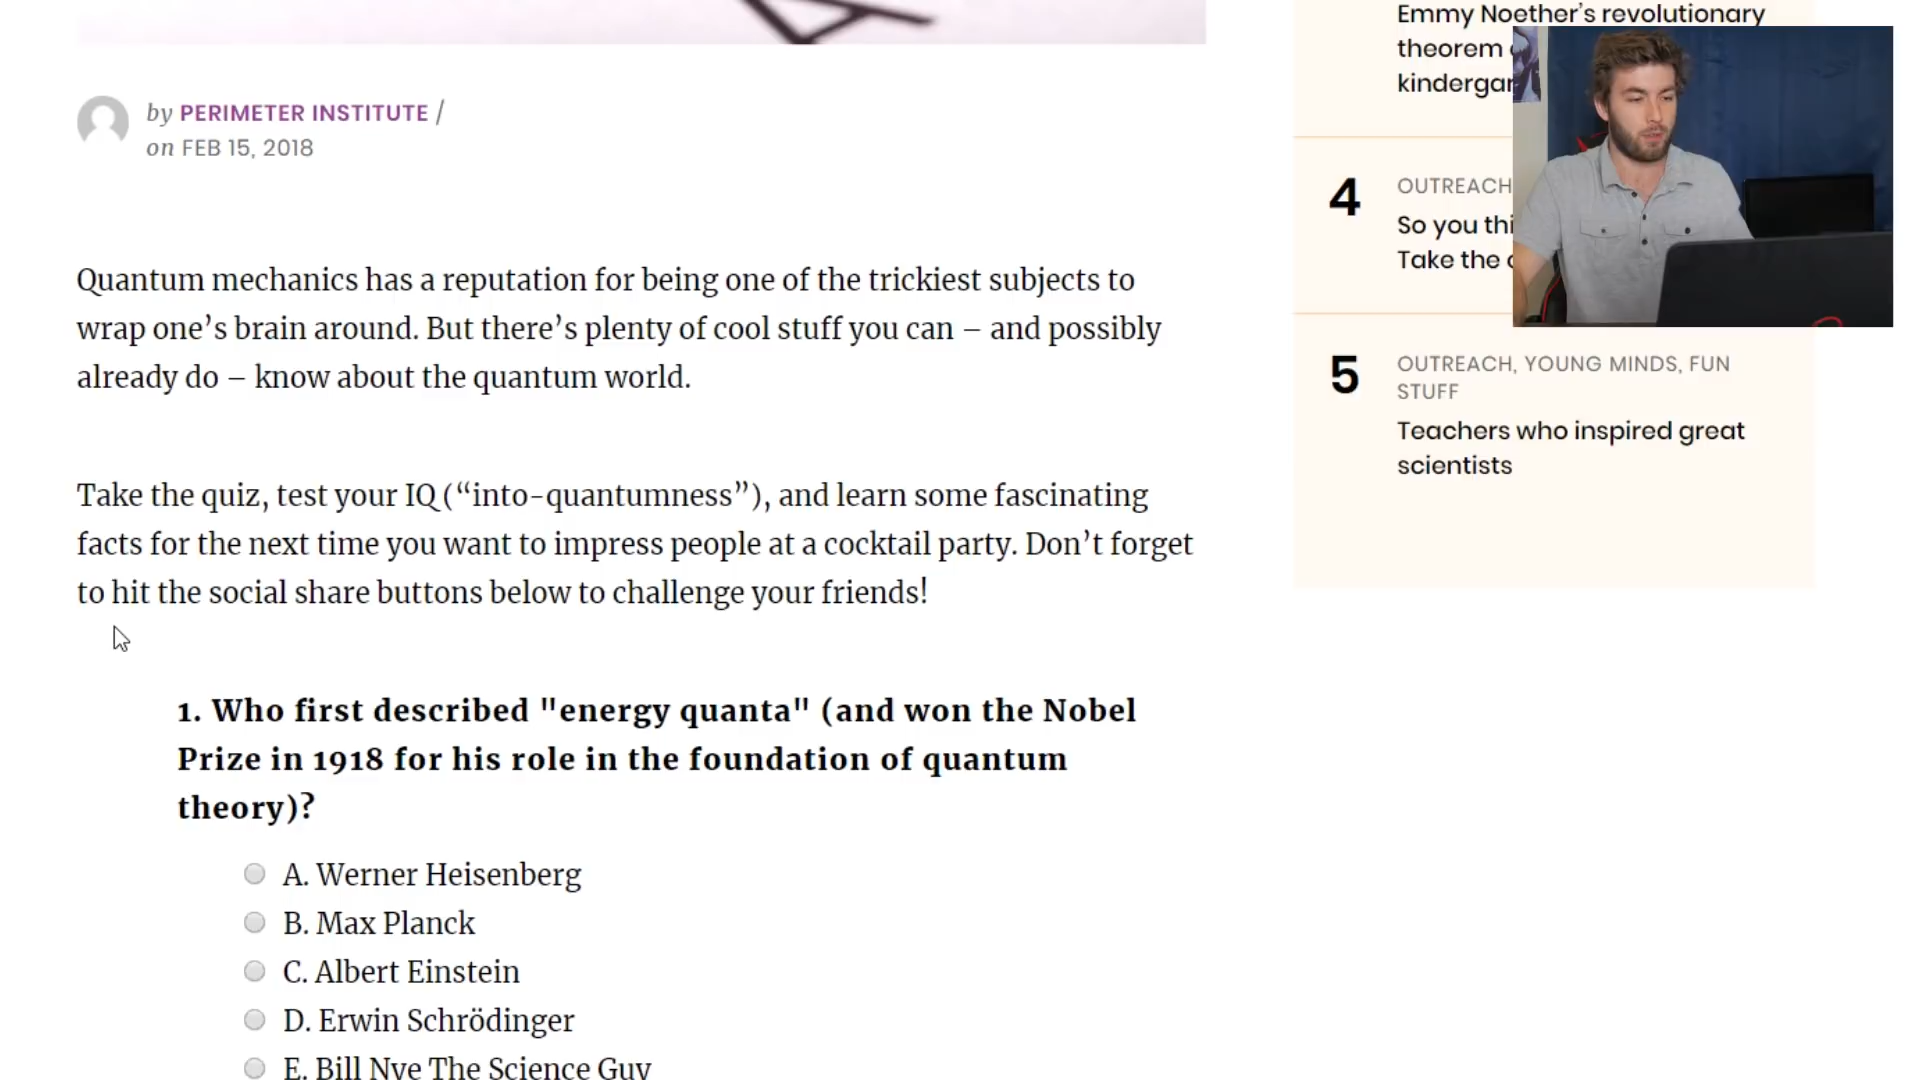 by PERIMETER INSTITUTE /
on FEB 15, 2018
Quantum mechanics has a reputation for being one of the trickiest subjects to
wrap one’s brain around. But there’s plenty of cool stuff you can – and possibly
already do – know about the quantum world.
Take the quiz, test your IQ (“into-quantumness”), and learn some fascinating
facts for the next time you want to impress people at a cocktail party. Don’t forget
to hit the social share buttons below to challenge your friends!
1. Who first described "energy quanta" (and won the Nobel
Prize in 1918 for his role in the foundation of quantum
theory)?
A. Werner Heisenberg
B. Max Planck
C. Albert Einstein
D. Erwin Schrödinger
E. Bill Nye The Science Guy
Emmy Noether’s revolutionary
theorem
4
OUTREACH
So you
Take the
5
OUTREACH, YOUNG MINDS, FUN
STUFF
Teachers who inspired great
scientists